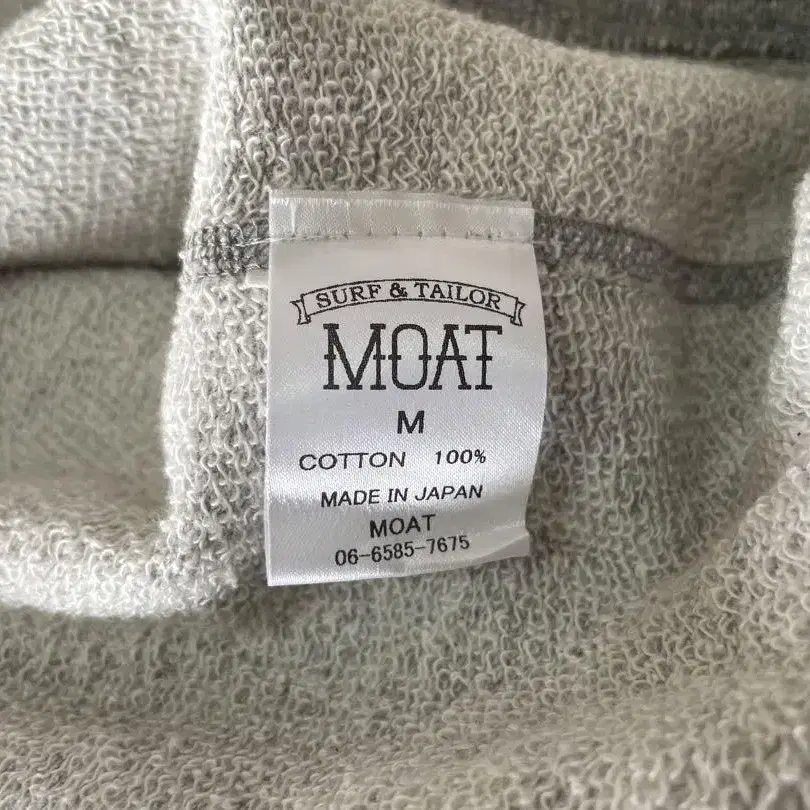 SURF & TAILOR
MOAT
M
COTTON 100%
MADE IN JAPAN
MOAT
06-6585-7675